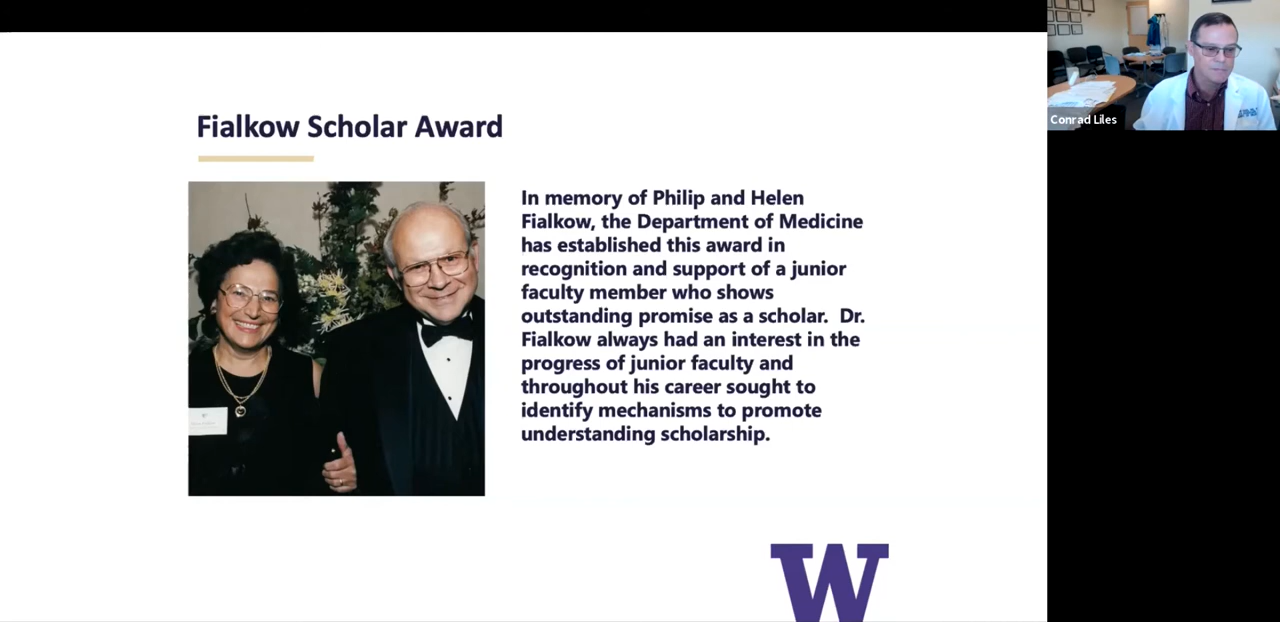 Fialkow Scholar Award
In memory of Philip and Helen
Fialkow, the Department of Medicine
has established this award in
recognition and support of a junior
faculty member who shows
outstanding promise as a scholar.  Dr.
Fialkow always had an interest in the
progress of junior faculty and
throughout his career sought to
identify mechanisms to promote
understanding scholarship.
W
Conrad Liles